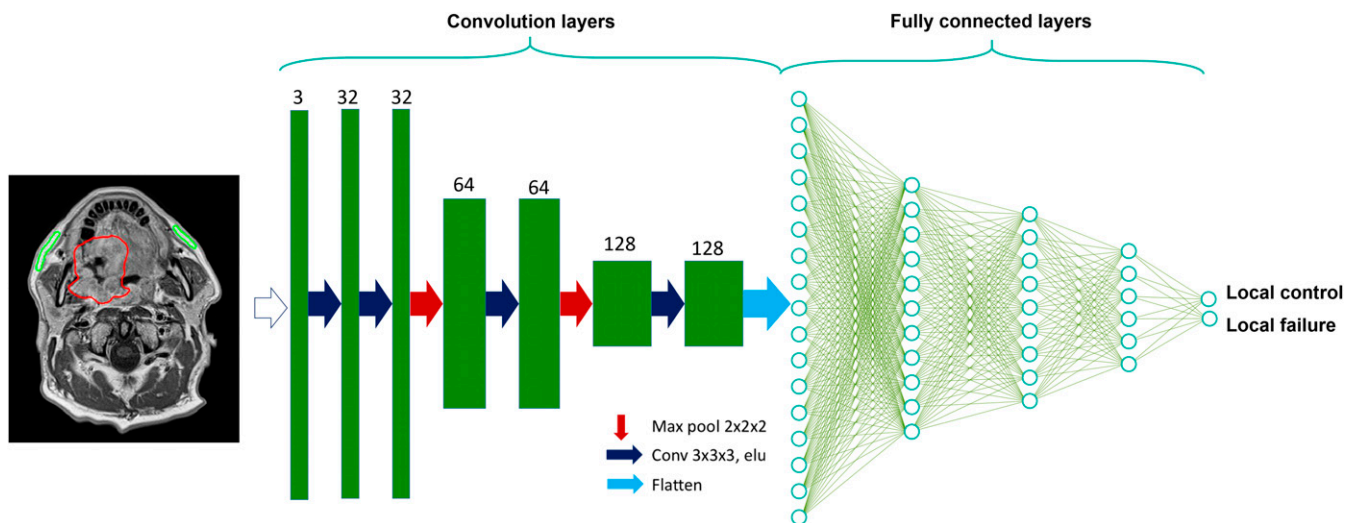 Convolution layers
Fully connected layers
3
32
32
64
64
128
128
Local control
Local failure
Max pool 2x2x2
Conv 3x3x3, elu
Flatten